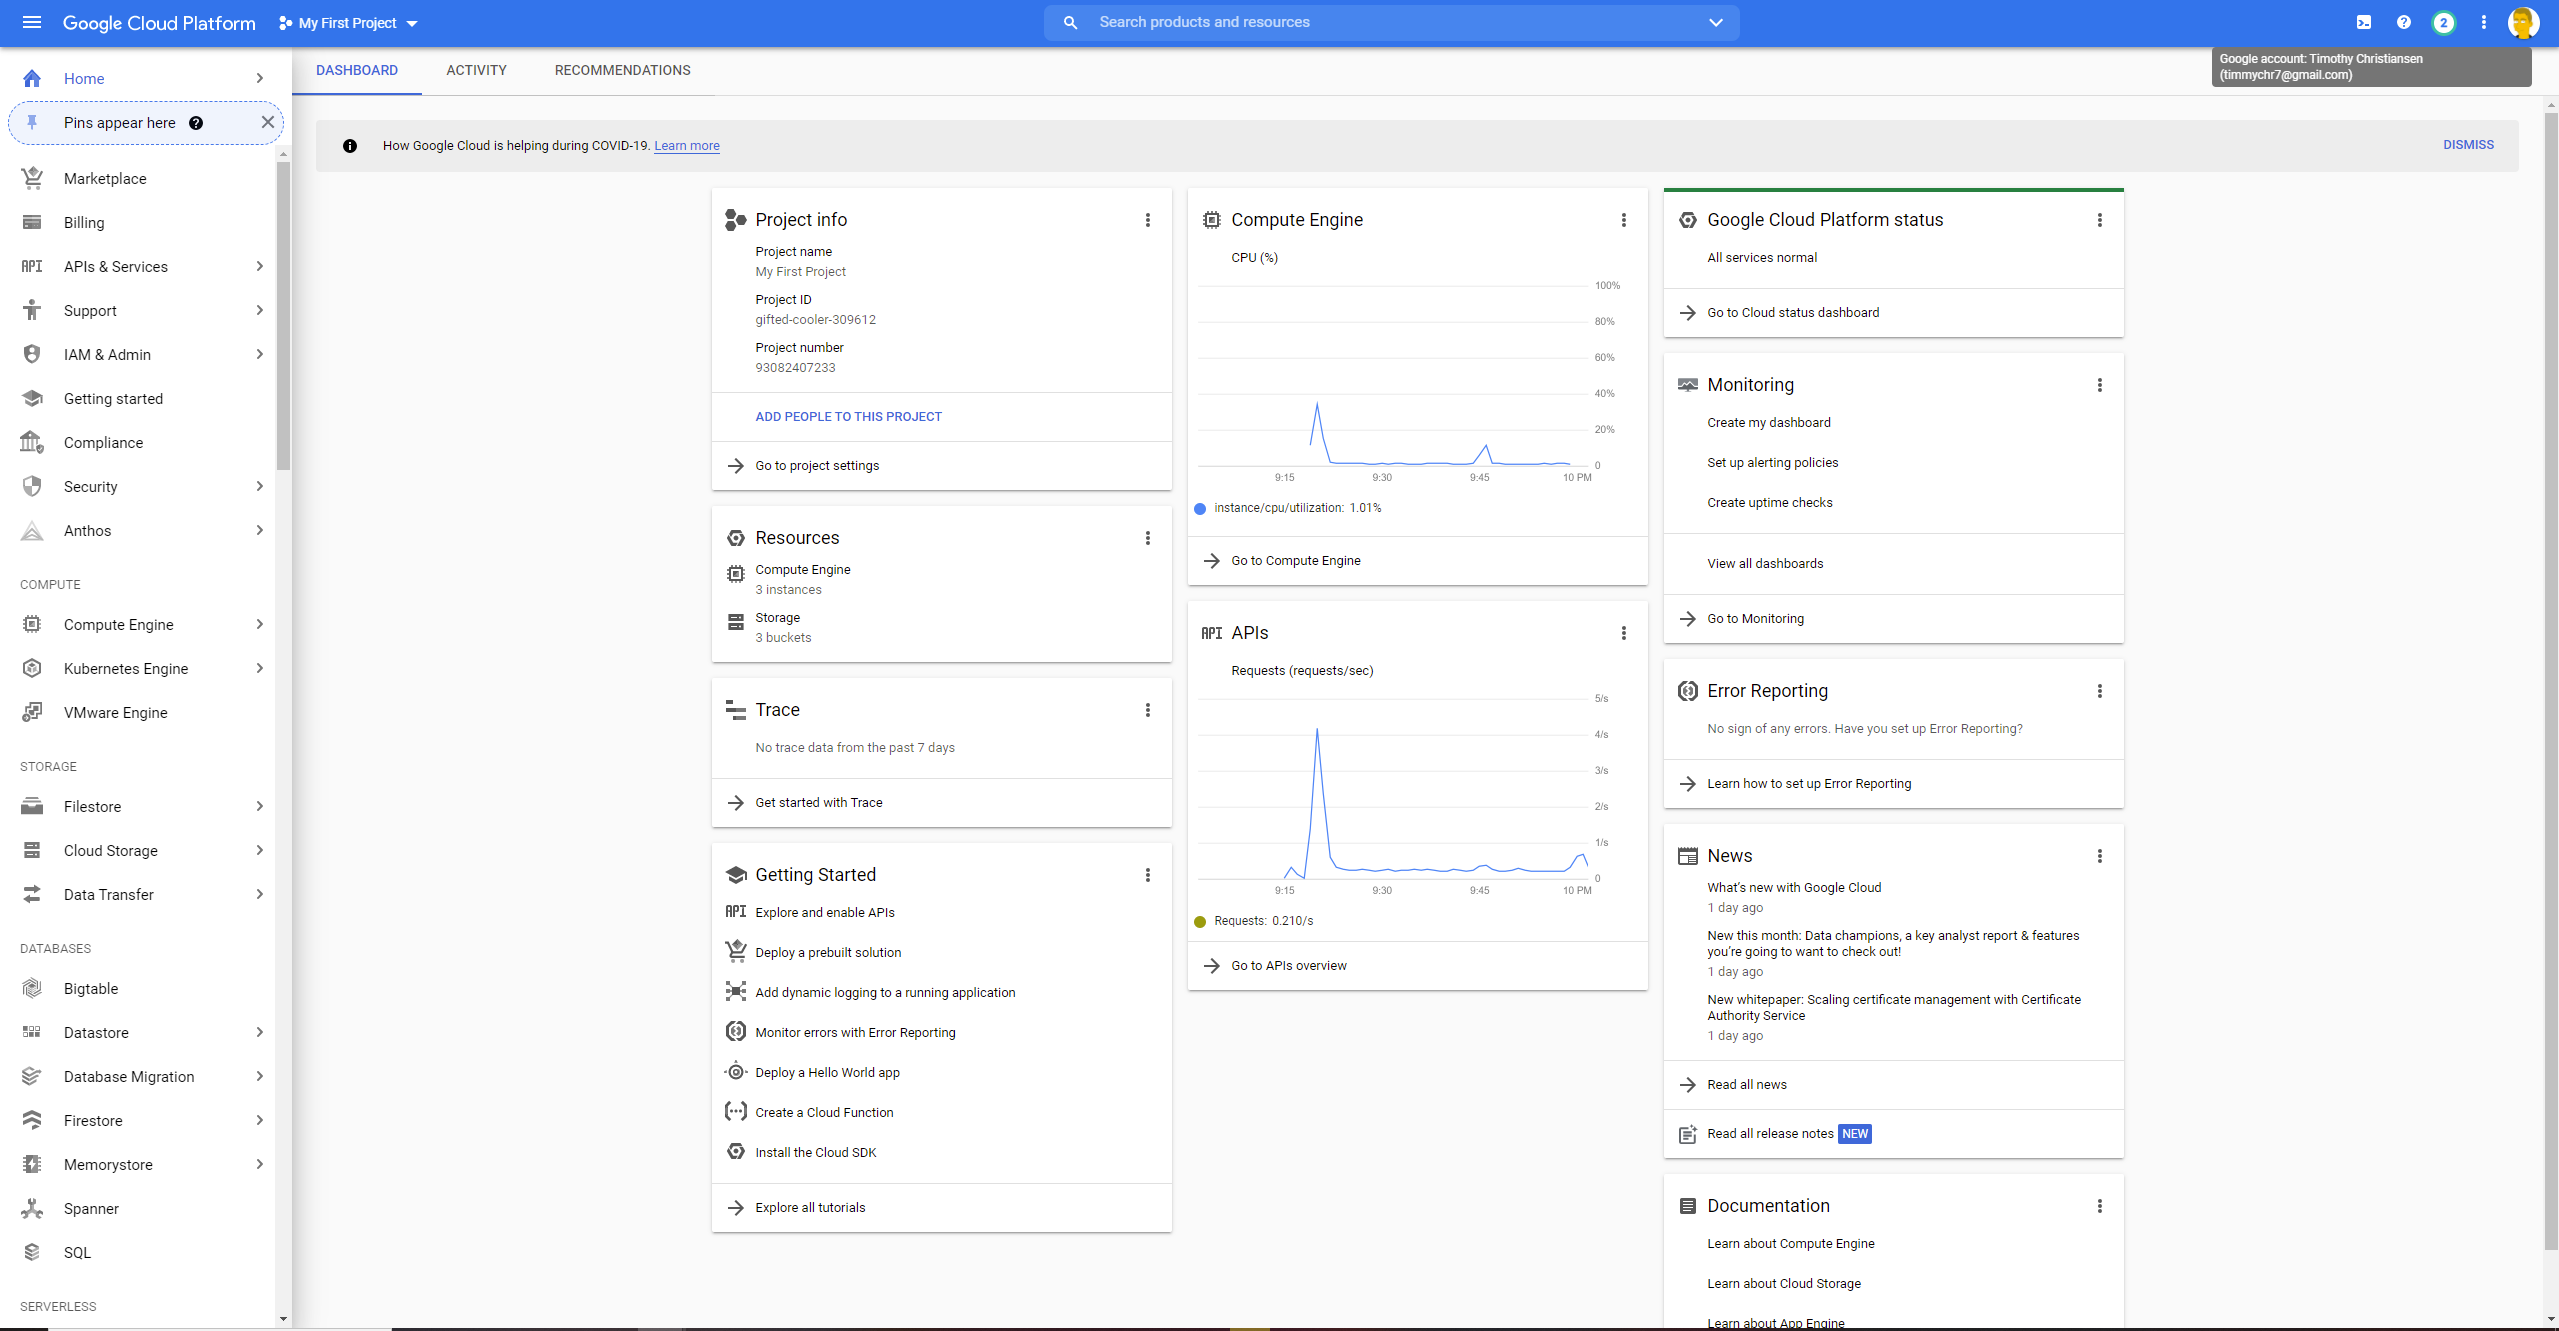 Google Cloud Platform
My First Project
Search products and resources
2
Google account: Timothy Christiansen
(timmychr7@gmail.com)
Home
Pins appear here
Marketplace
Billing
API APIs & Services
Support
IAM & Admin
Getting started
Compliance
Security
Anthos
COMPUTE
Compute Engine
Kubernetes Engine
VMware Engine
STORAGE
Filestore
Cloud Storage
Data Transfer
DATABASES
Bigtable
Datastore
Database Migration
Firestore
Memorystore
Spanner
SQL
SERVERLESS
DASHBOARD ACTIVITY RECOMMENDATIONS
How Google Cloud is helping during COVID-19. Learn more
DISMISS
Project info
Project name
My First Project
Project ID
gifted-cooler-309612
Project number
93082407233
ADD PEOPLE TO THIS PROJECT
Go to project settings
Resources
Compute Engine
3 instances
Storage
3 buckets
Trace
No trace data from the past 7 days
Get started with Trace
Getting Started
API Explore and enable APIs
Deploy a prebuilt solution
Add dynamic logging to a running application
Monitor errors with Error Reporting
Deploy a Hello World app
Create a Cloud Function
Install the Cloud SDK
Explore all tutorials
Compute Engine
CPU (%)
100%
80%
60%
40%
20%
0
9:15 9:30 9:45 10 PM
instance/cpu/utilization: 1.01%
Go to Compute Engine
API APIs
Requests (requests/sec)
5/s
4/s
3/s
2/s
1/s
0
9:15 9:30 9:45 10 PM
Requests: 0.210/s
Go to APIs overview
Google Cloud Platform status
All services normal
Go to Cloud status dashboard
Monitoring
Create my dashboard
Set up alerting policies
Create uptime checks
View all dashboards
Go to Monitoring
Error Reporting
No sign of any errors. Have you set up Error Reporting?
Learn how to set up Error Reporting
News
What's new with Google Cloud
1 day ago
New this month: Data champions, a key analyst report & features
you're going to want to check out!
1 day ago
New whitepaper: Scaling certificate management with Certificate
Authority Service
1 day ago
Read all news
Read all release notes NEW
Documentation
Learn about Compute Engine
Learn about Cloud Storage
Learn about App Engine